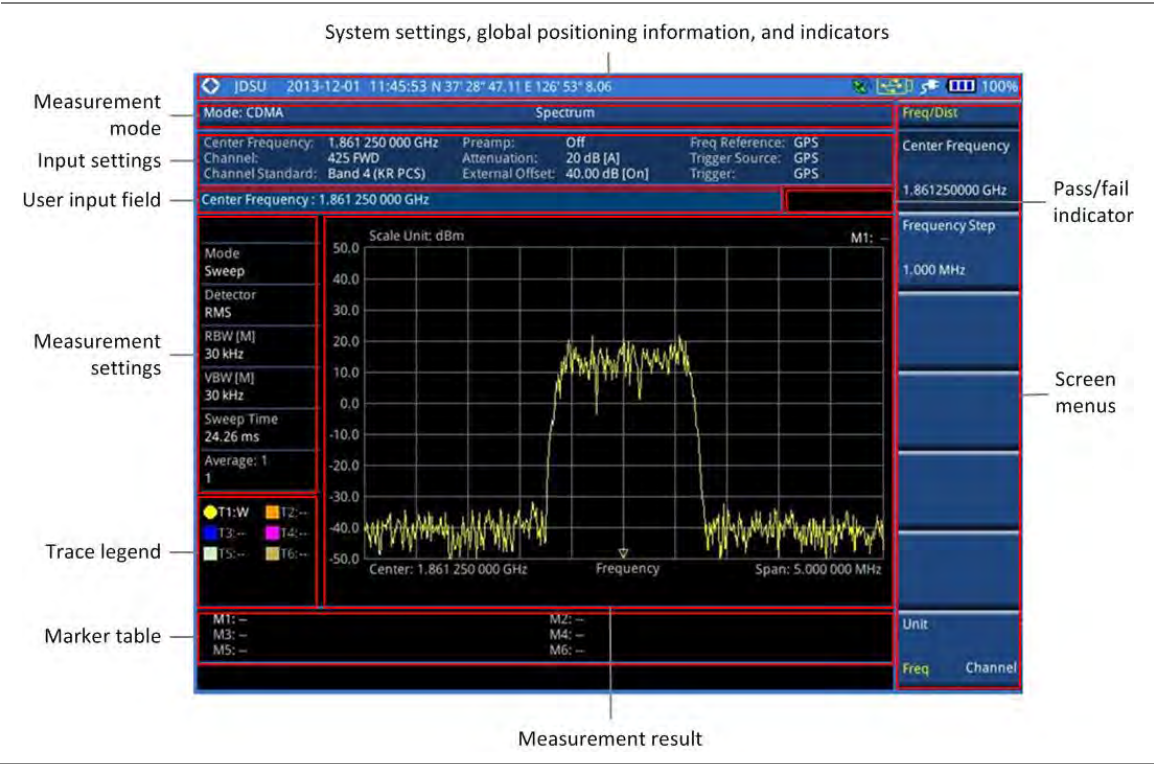 System settings, global positioning information, and indicators
JDSU 2013-12-01 11:45:53 N 37' 28" 47.11 E 126' 53" 8.06 100%
Measurement mode
Mode: CDMA Spectrum Freq/Dist
Input settings
Center Frequency: 1.861 250 000 GHz Preamp: Off Freq Reference: GPS
Channel: 425 FWD Attenuation: 20 dB [A] Trigger Source: GPS
Channel Standard: Band 4 (KR PCS) External Offset: 40.00 dB [On] Trigger: GPS
Center Frequency
1.861250000 GHz
User input field
Center Frequency : 1.861 250 000 GHz
Pass/fail
indicator
Frequency Step
1.000 MHz
Measurement
settings
Mode
Sweep
Detector
RMS
RBW [M]
30 kHz
VBW [M]
30 kHz
Sweep Time
24.26 ms
Average: 1
1
Scale Unit: dBm M1: --
50.0
40.0
30.0
20.0
10.0
0.0
-10.0
-20.0
-30.0
-40.0
-50.0
Center: 1.861 250 000 GHz Frequency Span: 5.000 000 MHz
Screen
menus
Trace legend
T1:W T2:--
T3:-- T4:--
T5:-- T6:--
Marker table
M1: -- M2: --
M3: -- M4: --
M5: -- M6: --
Unit
Freq Channel
Measurement result